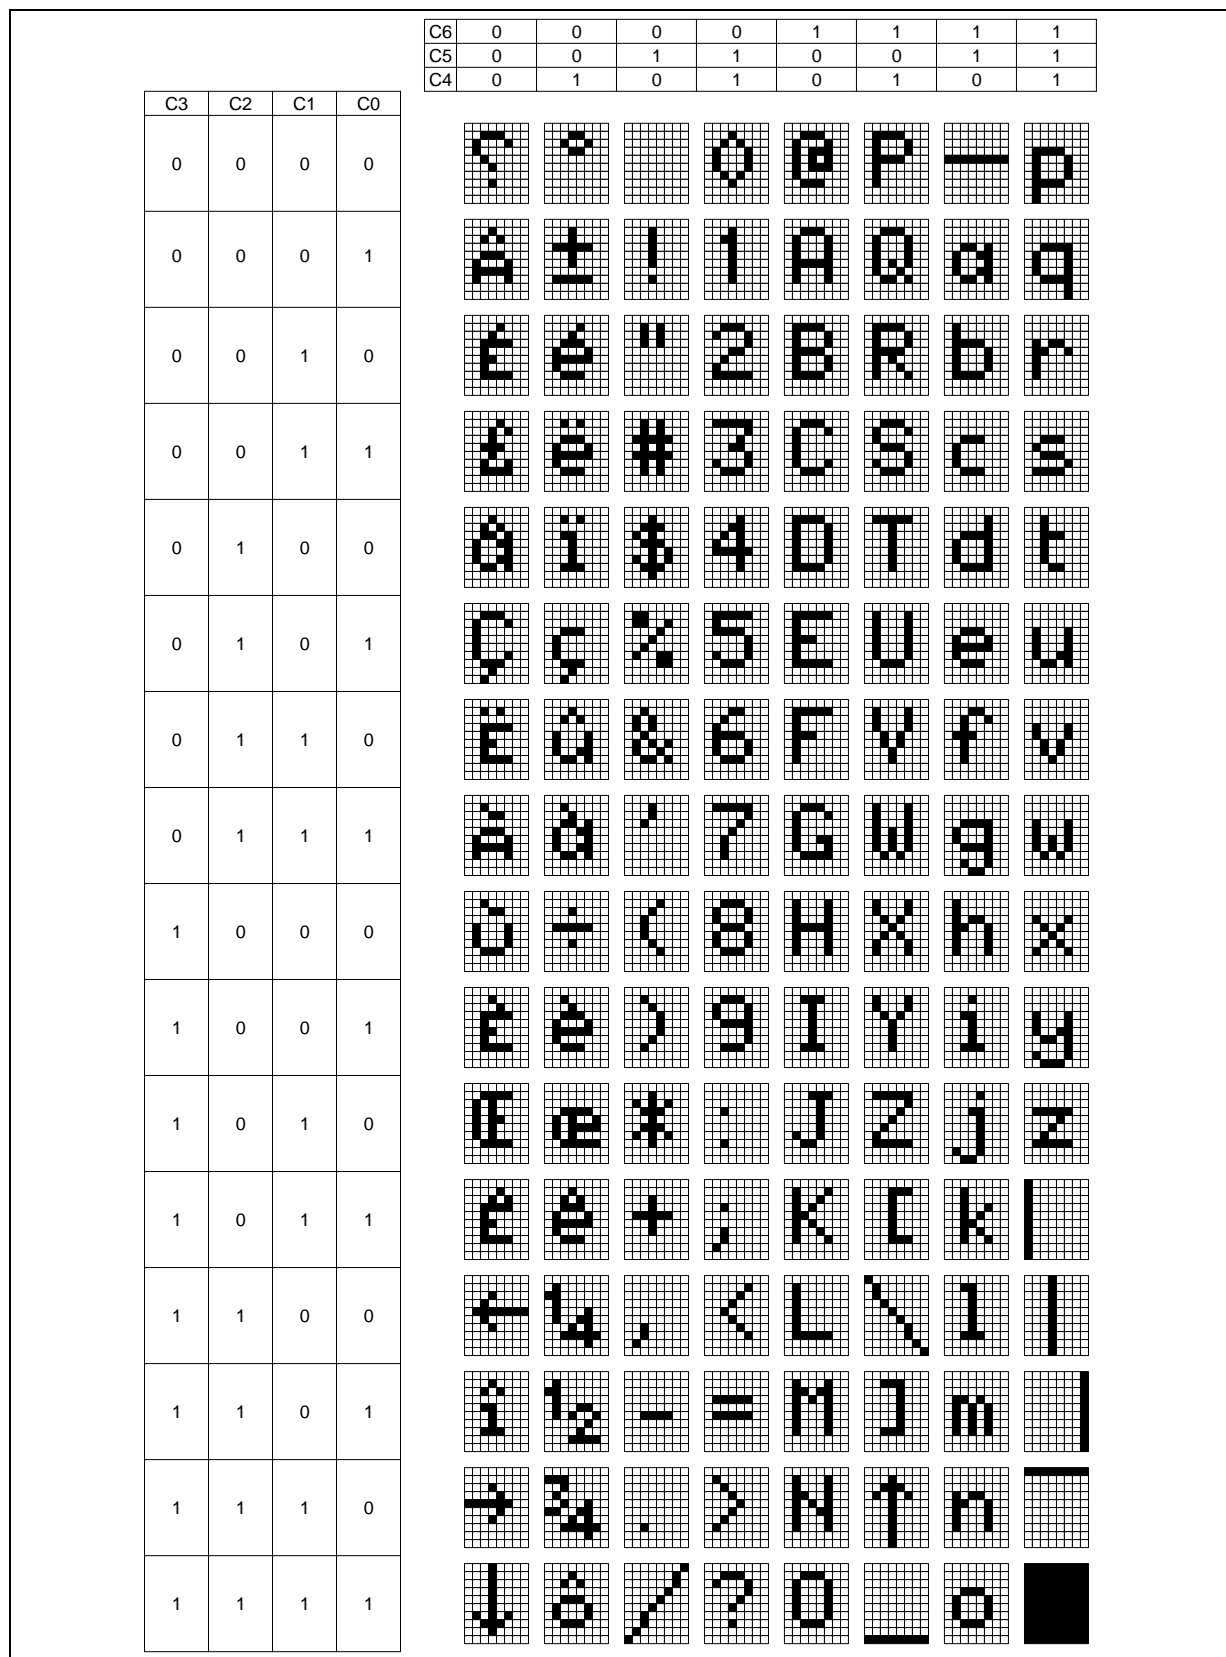 C6 0 0 0 0 1 1 1 1
C5 0 0 1 1 0 0 1 1
C4 0 1 0 1 0 1 0 1
C3 C2 C1 C0
0 0 0 0 ° 0 @ P — p
0 0 0 1 Â ± ! 1 A Q a q
0 0 1 0 É é " 2 B R b r
0 0 1 1 £ ë # 3 C S c s
0 1 0 0 â ï $ 4 D T d t
0 1 0 1 Ç ç % 5 E U e u
0 1 1 0 Ë û & 6 F V f v
0 1 1 1 À à ' 7 G W g w
1 0 0 0 ù ÷ ( 8 H X h x
1 0 0 1 È è ) 9 I Y i y
1 0 1 0 Œ œ * : J Z j z
1 0 1 1 Ê ê + ; K [ k |
1 1 0 0 ← ¼ , < L \ l |
1 1 0 1 î ½ - = M ] m |
1 1 1 0 → ¾ . > N ↑ n ‾
1 1 1 1 ↓ ô / ? O _ o █